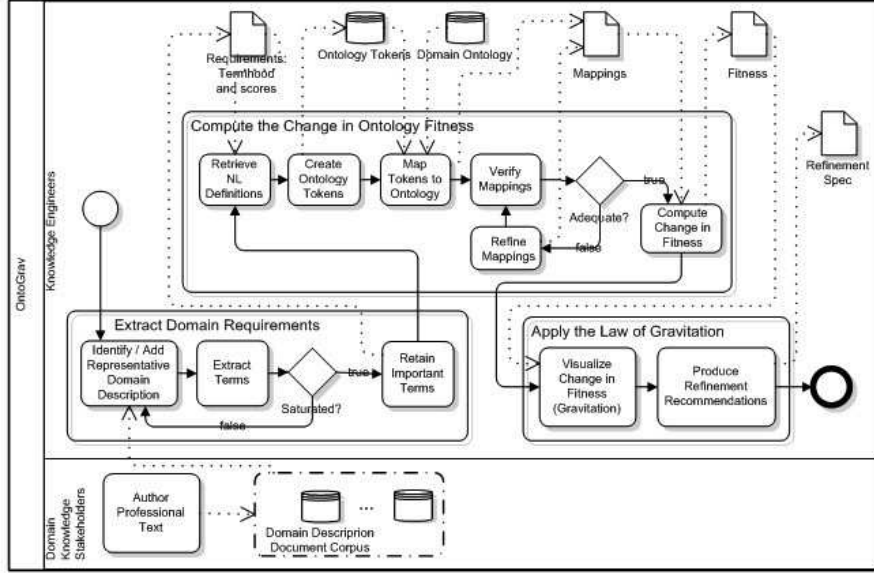 OntoGrav
Knowledge Engineers
Requirements:
Termhood
and scores
Ontology Tokens
Domain Ontology
Mappings
Fitness
Refinement
Spec
Compute the Change in Ontology Fitness
Retrieve
NL
Definitions
Create
Ontology
Tokens
Map
Tokens to
Ontology
Verify
Mappings
Adequate?
true
false
Refine
Mappings
Compute
Change in
Fitness
Extract Domain Requirements
Identify / Add
Representative
Domain
Description
Extract
Terms
Saturated?
true
false
Retain
Important
Terms
Apply the Law of Gravitation
Visualize
Change in
Fitness
(Gravitation)
Produce
Refinement
Recommendations
Domain
Knowledge
Stakeholders
Author
Professional
Text
...
Domain Descriprion
Document Corpus